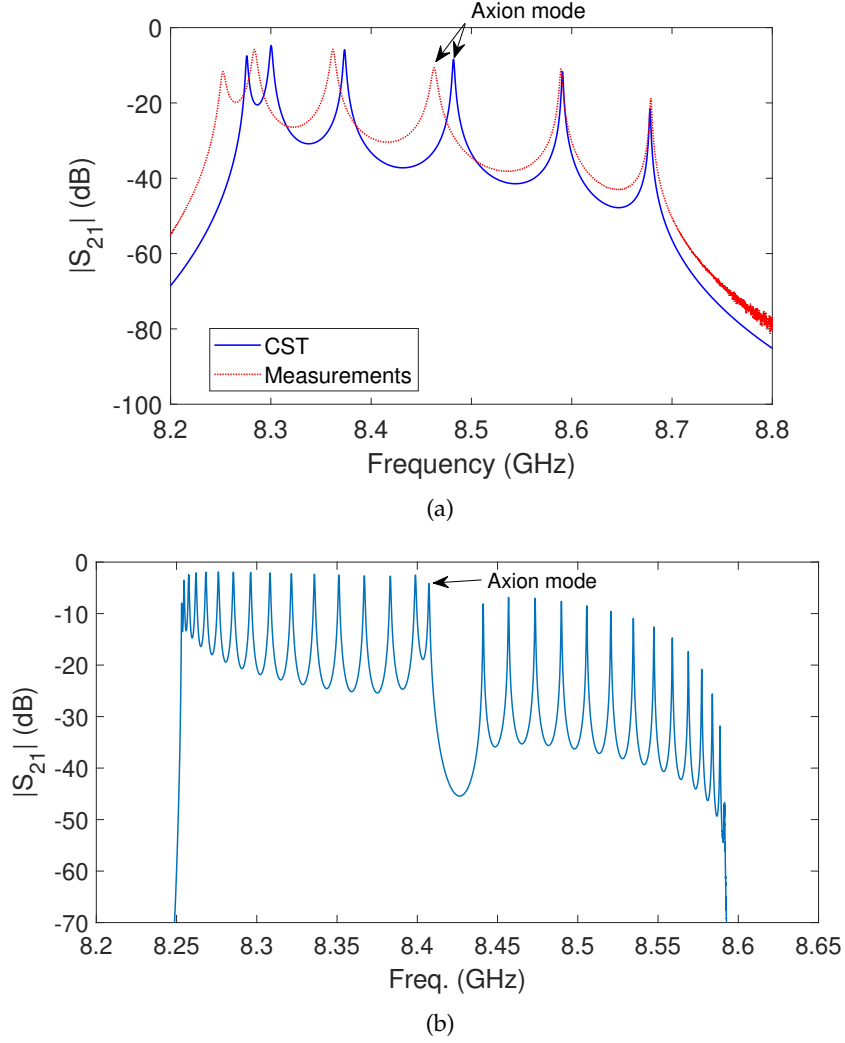 Axion mode
0
-20
-40
-60
-80
-100
|S21| (dB)
CST
Measurements
8.2 8.3 8.4 8.5 8.6 8.7 8.8
Frequency (GHz)
(a)
0
-10
-20
-30
-40
-50
-60
-70
|S21| (dB)
Axion mode
8.2 8.25 8.3 8.35 8.4 8.45 8.5 8.55 8.6 8.65
Freq. (GHz)
(b)